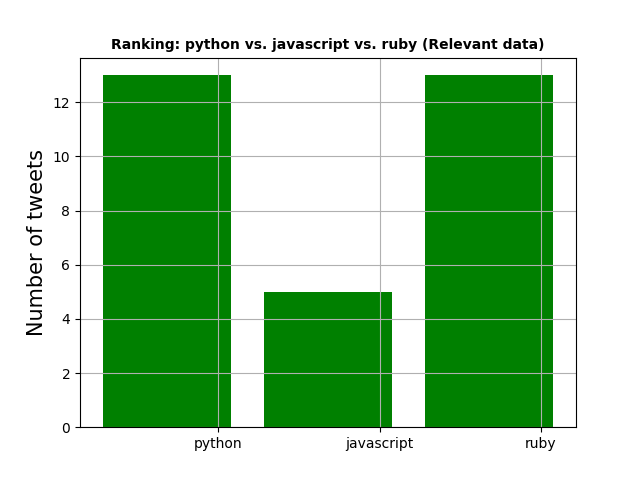 Ranking: python vs. javascript vs. ruby (Relevant data)
Number of tweets
12
10
8
6
4
2
0
python javascript ruby